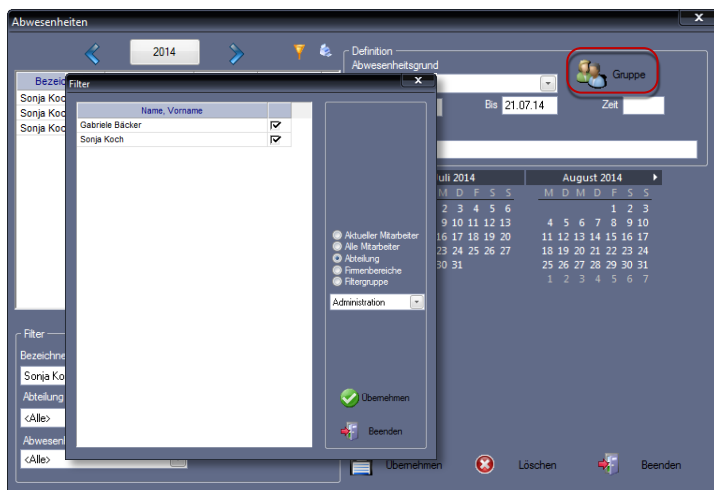 Abwesenheiten
x
2014
Definition
Abwesenheitsgrund
Gruppe
Bis 21.07.14 Zeit
Sonja Koc
Sonja Koc
Sonja Koc
Filter
x
Name, Vorname
Gabriele Bäcker
Sonja Koch
Aktueller Mitarbeiter
Alle Mitarbeiter
Abteilung
Firmenbereiche
Filtergruppe
Administration
Übernehmen
Beenden
uli 2014
M D F S S
2 3 4 5 6
9 10 11 12 13
16 17 18 19 20
23 24 25 26 27
30 31
August 2014
M D M D F S S
1 2 3
4 5 6 7 8 9 10
11 12 13 14 15 16 17
18 19 20 21 22 23 24
25 26 27 28 29 30 31
1 2 3 4 5 6 7
Filter
Bezeichne
Sonja Ko
Abteilung
<Alle>
Abwesenh
<Alle>
Übernehmen
Löschen
Beenden